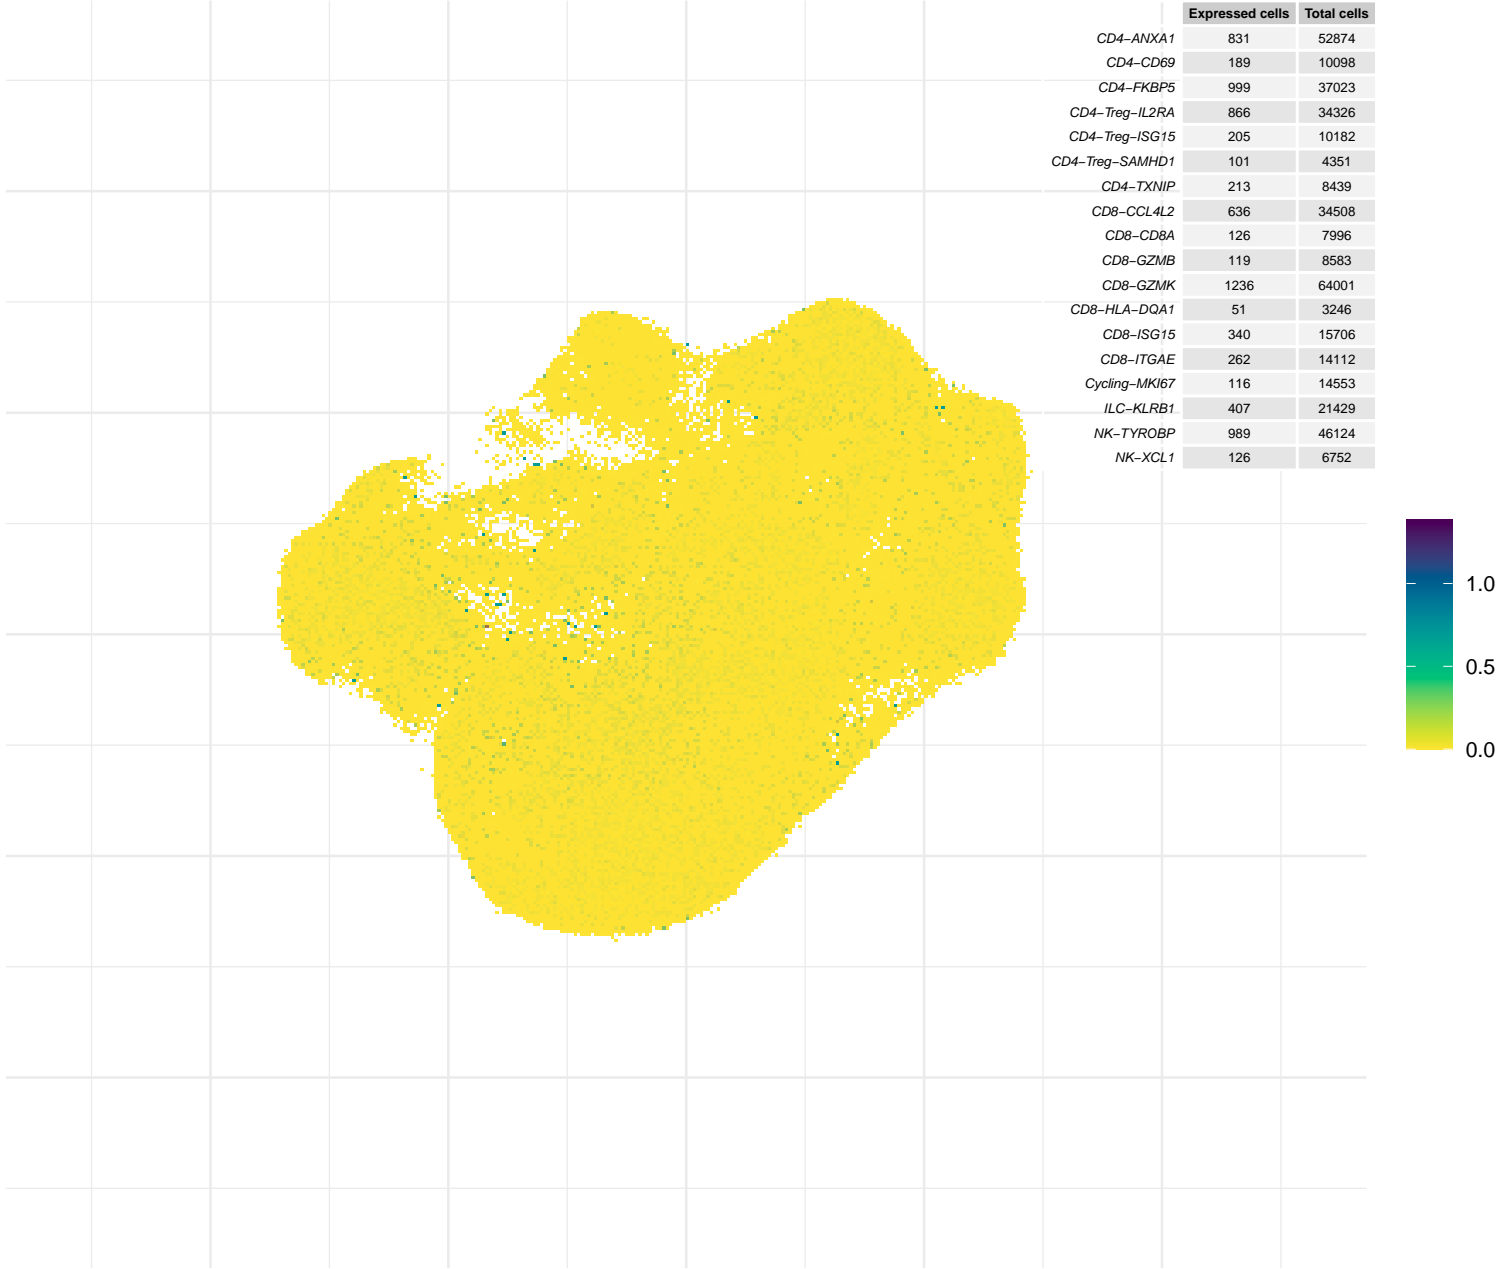 Expressed cells Total cells
CD4−ANXA1 831 52874
CD4−CD69 189 10098
CD4−FKBP5 999 37023
CD4−Treg−IL2RA 866 34326
CD4−Treg−ISG15 205 10182
CD4−Treg−SAMHD1 101 4351
CD4−TXNIP 213 8439
CD8−CCL4L2 636 34508
CD8−CD8A 126 7996
CD8−GZMB 119 8583
CD8−GZMK 1236 64001
CD8−HLA−DQA1 51 3246
CD8−ISG15 340 15706
CD8−ITGAE 262 14112
Cycling−MKI67 116 14553
ILC−KLRB1 407 21429
NK−TYROBP 989 46124
NK−XCL1 126 6752
1.0
0.5
0.0